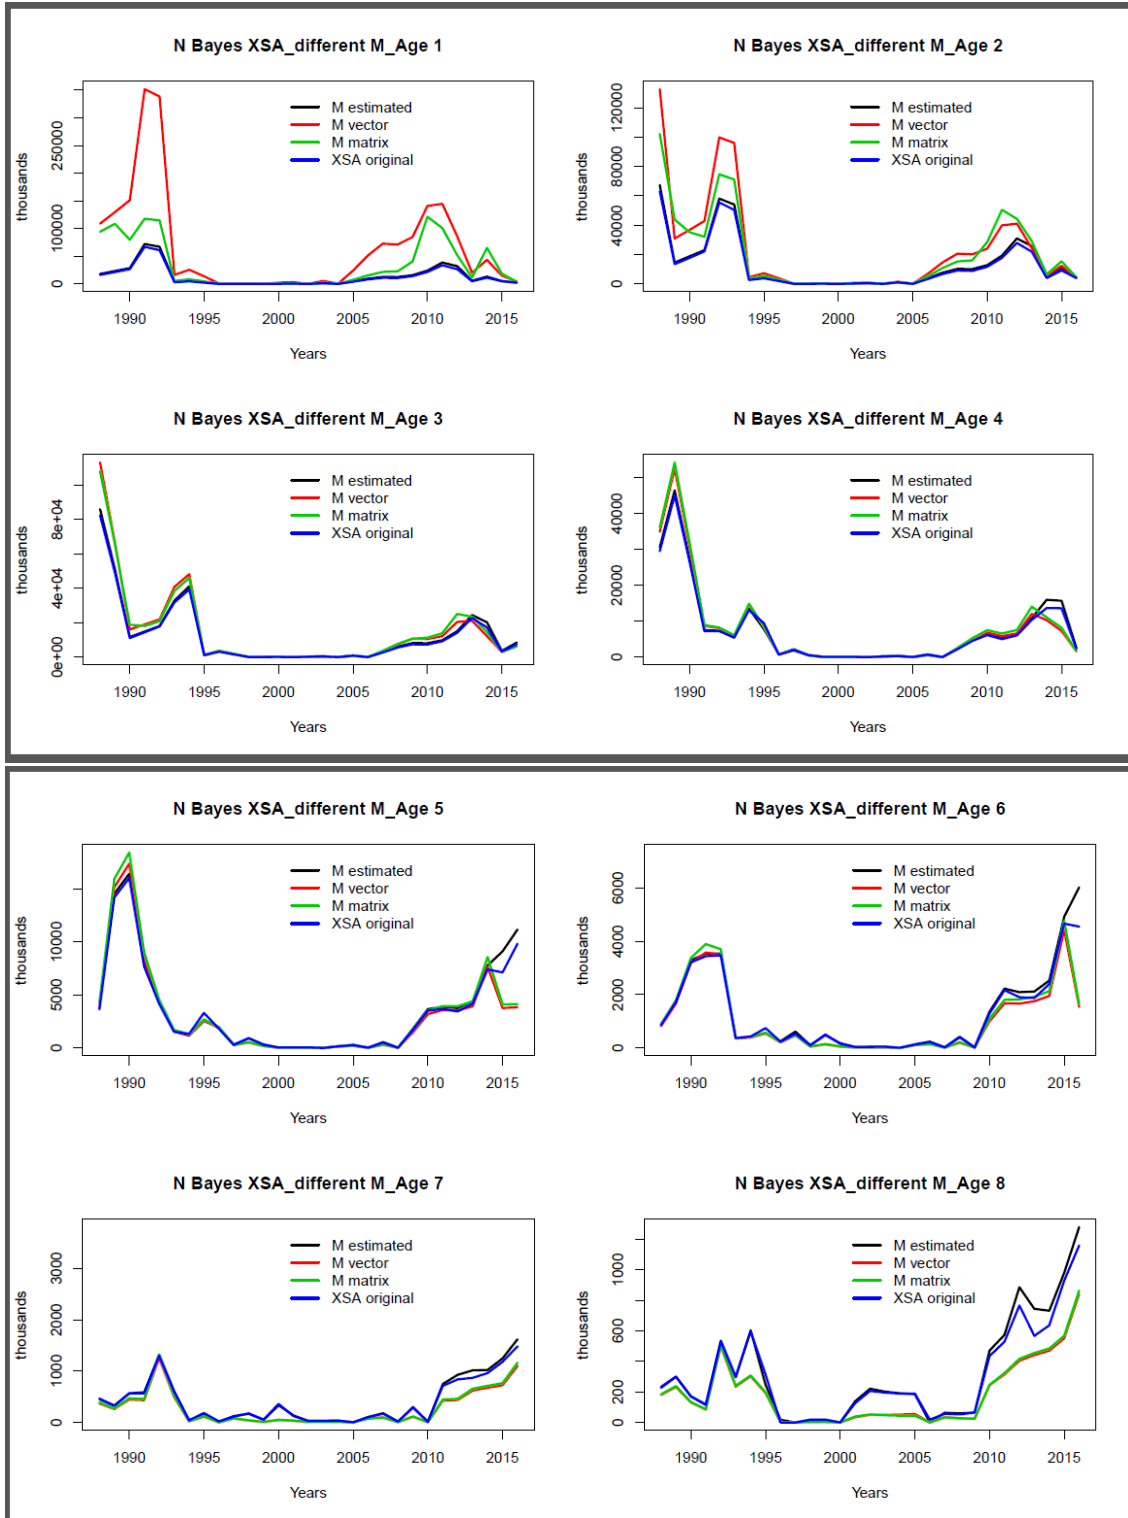 N Bayes XSA_different M_Age 1
thousands
0
100000
250000
M estimated
M vector
M matrix
XSA original
1990 1995 2000 2005 2010 2015
Years
N Bayes XSA_different M_Age 2
thousands
0
40000
80000
120000
M estimated
M vector
M matrix
XSA original
1990 1995 2000 2005 2010 2015
Years
N Bayes XSA_different M_Age 3
thousands
0e+00
4e+04
8e+04
M estimated
M vector
M matrix
XSA original
1990 1995 2000 2005 2010 2015
Years
N Bayes XSA_different M_Age 4
thousands
0
20000
40000
M estimated
M vector
M matrix
XSA original
1990 1995 2000 2005 2010 2015
Years
N Bayes XSA_different M_Age 5
thousands
0
5000
10000
M estimated
M vector
M matrix
XSA original
1990 1995 2000 2005 2010 2015
Years
N Bayes XSA_different M_Age 6
thousands
0
2000
4000
6000
M estimated
M vector
M matrix
XSA original
1990 1995 2000 2005 2010 2015
Years
N Bayes XSA_different M_Age 7
thousands
0
1000
2000
3000
M estimated
M vector
M matrix
XSA original
1990 1995 2000 2005 2010 2015
Years
N Bayes XSA_different M_Age 8
thousands
0
200
600
1000
M estimated
M vector
M matrix
XSA original
1990 1995 2000 2005 2010 2015
Years